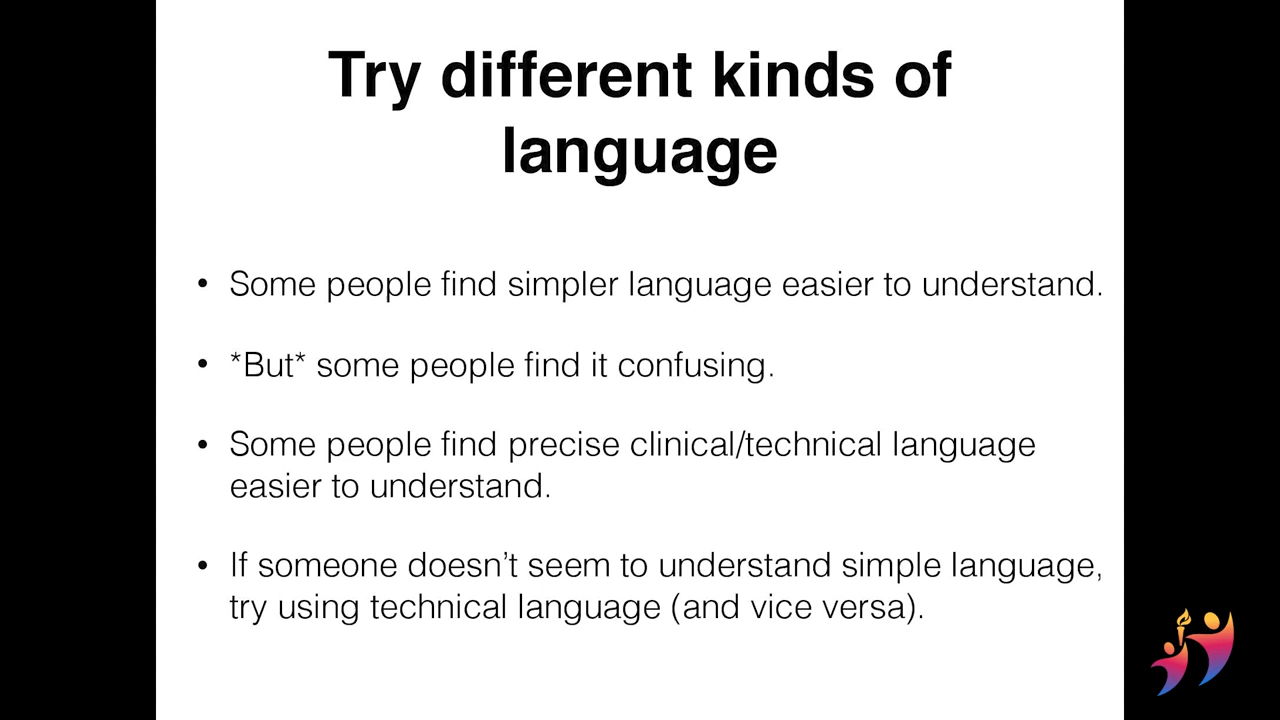 Try different kinds of
language
• Some people find simpler language easier to understand.
• *But* some people find it confusing.
• Some people find precise clinical/technical language
easier to understand.
• If someone doesn’t seem to understand simple language,
try using technical language (and vice versa).